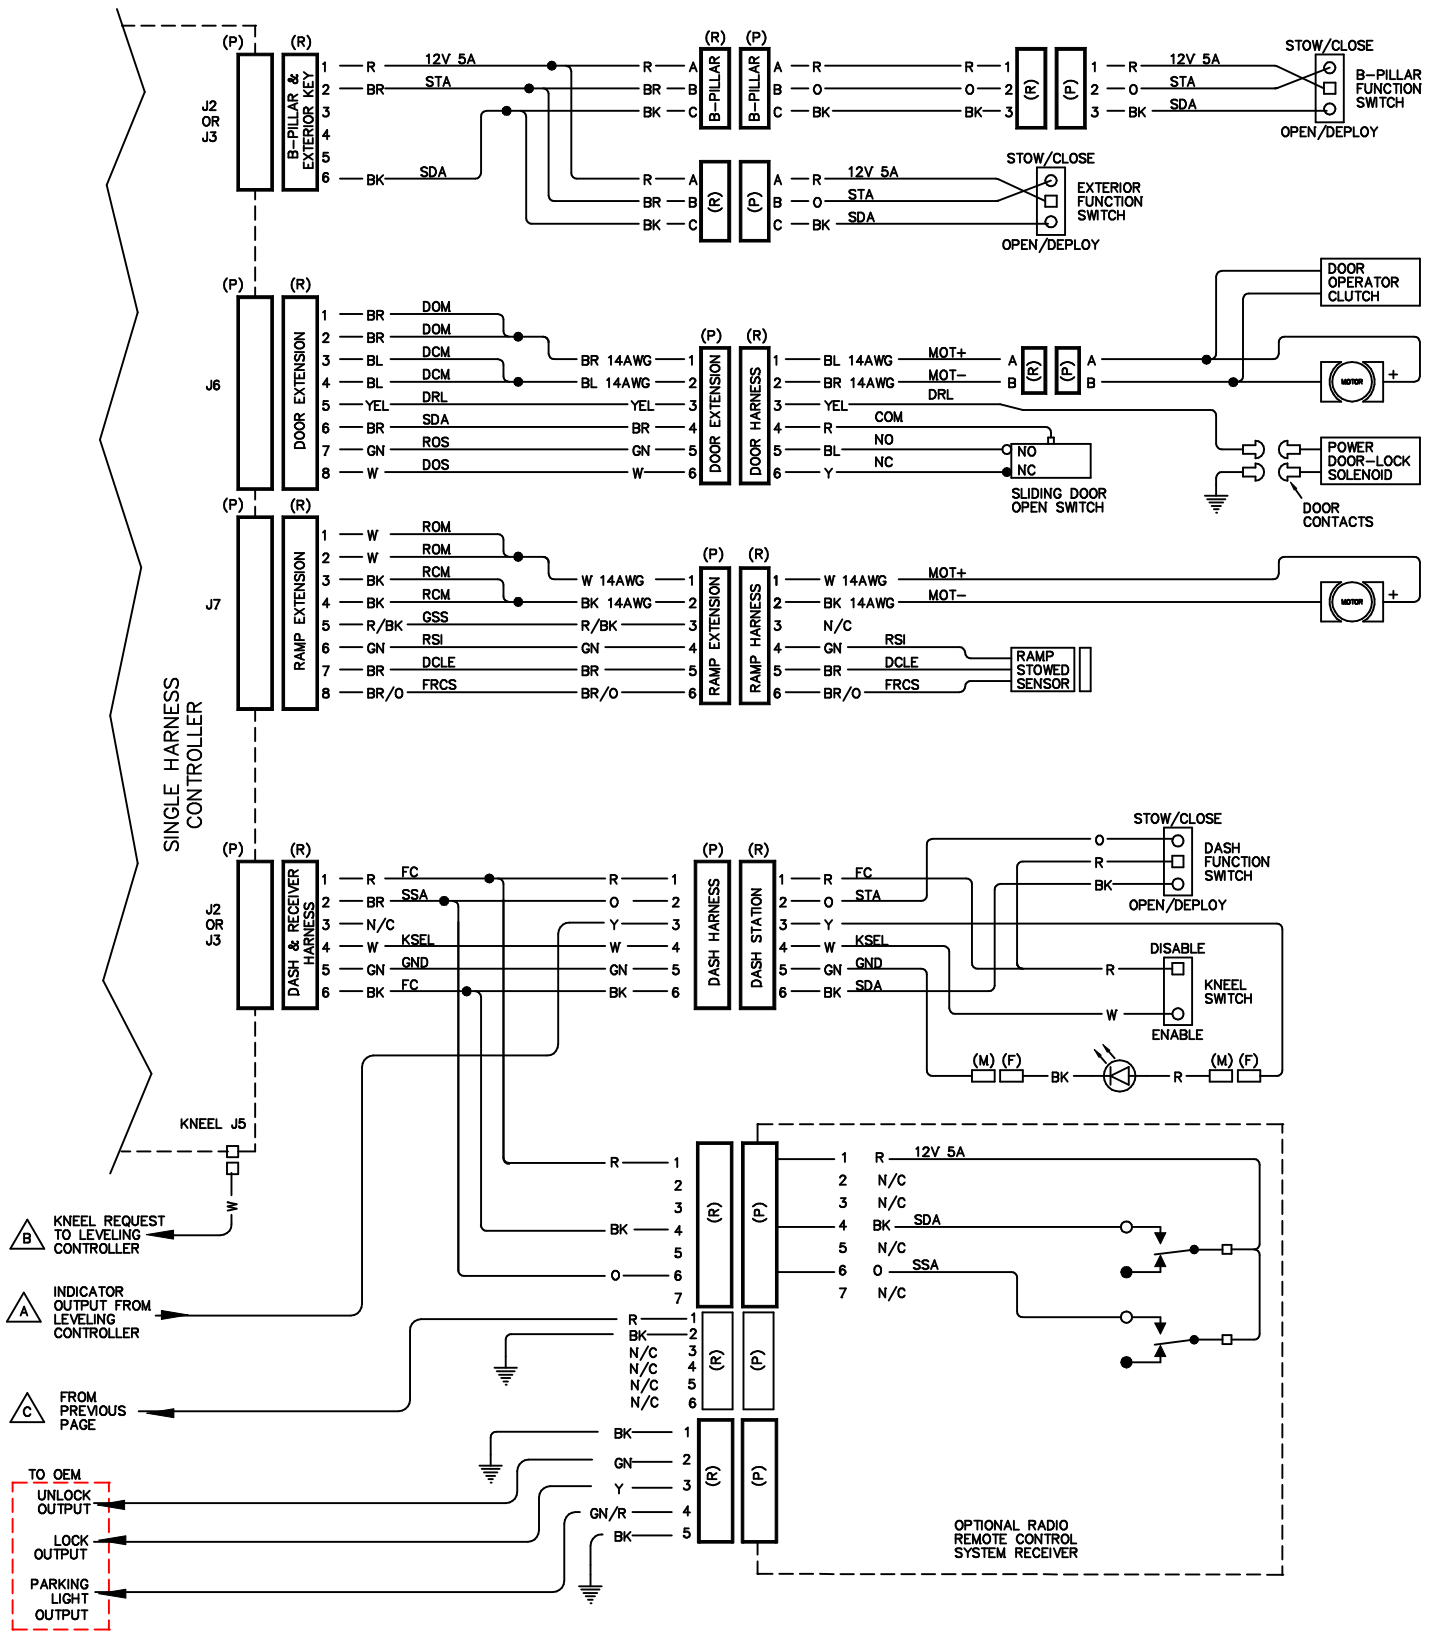 (P) (R)
J2
OR
J3
B-PILLAR &
EXTERIOR KEY
1 R 12V 5A R A
2 BR STA BR B
3 BK C
4
5
6 BK SDA
(R) (P)
B-PILLAR B-PILLAR
A R R 1
B O O 2
C BK BK 3
(R) (P)
1 R 12V 5A
2 O STA
3 BK SDA
STOW/CLOSE
B-PILLAR
FUNCTION
SWITCH
OPEN/DEPLOY
R A
BR B
BK C
(R) (P)
A R 12V 5A
B O STA
C BK SDA
STOW/CLOSE
EXTERIOR
FUNCTION
SWITCH
OPEN/DEPLOY
(P) (R)
J6
DOOR EXTENSION
1 BR DOM
2 BR DOM
3 BL DCM BR 14AWG 1
4 BL DCM BL 14AWG 2
5 YEL DRL YEL 3
6 BR SDA BR 4
7 GN ROS GN 5
8 W DOS W 6
(P) (R)
DOOR EXTENSION DOOR HARNESS
1 BL 14AWG MOT+ A
2 BR 14AWG MOT- B
3 YEL DRL
4 R COM
5 BL NO NO
6 Y NC NC
(R) (P)
A
B
SLIDING DOOR
OPEN SWITCH
DOOR
OPERATOR
CLUTCH
MOTOR +
POWER
DOOR-LOCK
SOLENOID
DOOR
CONTACTS
(P) (R)
J7
RAMP EXTENSION
1 W ROM
2 W ROM
3 BK RCM W 14AWG 1
4 BK RCM BK 14AWG 2
5 R/BK GSS R/BK 3
6 GN RSI GN 4
7 BR DCLE BR 5
8 BR/O FRCS BR/O 6
(P) (R)
RAMP EXTENSION RAMP HARNESS
1 W 14AWG MOT+
2 BK 14AWG MOT-
3 N/C
4 GN RSI
5 BR DCLE
6 BR/O FRCS
RAMP
STOWED
SENSOR
MOTOR +
SINGLE HARNESS
CONTROLLER
(P) (R)
J2
OR
J3
DASH & RECEIVER
HARNESS
1 R FC R 1
2 BR SSA O 2
3 N/C Y 3
4 W KSEL W 4
5 GN GND GN 5
6 BK FC BK 6
(P) (R)
DASH HARNESS DASH STATION
1 R FC
2 O STA
3 Y
4 W KSEL
5 GN GND
6 BK SDA
STOW/CLOSE
O
R
BK
DASH
FUNCTION
SWITCH
OPEN/DEPLOY
DISABLE
R
W
KNEEL
SWITCH
ENABLE
(M) (F) BK R (M) (F)
KNEEL J5
W
B
KNEEL REQUEST
TO LEVELING
CONTROLLER
A
INDICATOR
OUTPUT FROM
LEVELING
CONTROLLER
C
FROM
PREVIOUS
PAGE
R 1
2
3
BK 4
5
O 6
7
(R) (P)
1 R 12V 5A
2 N/C
3 N/C
4 BK SDA
5 N/C
6 O SSA
7 N/C
R 1
BK 2
N/C 3
N/C 4
N/C 5
N/C 6
(R) (P)
BK 1
GN 2
Y 3
GN/R 4
BK 5
(R) (P)
TO OEM
UNLOCK
OUTPUT
LOCK
OUTPUT
PARKING
LIGHT
OUTPUT
OPTIONAL RADIO
REMOTE CONTROL
SYSTEM RECEIVER